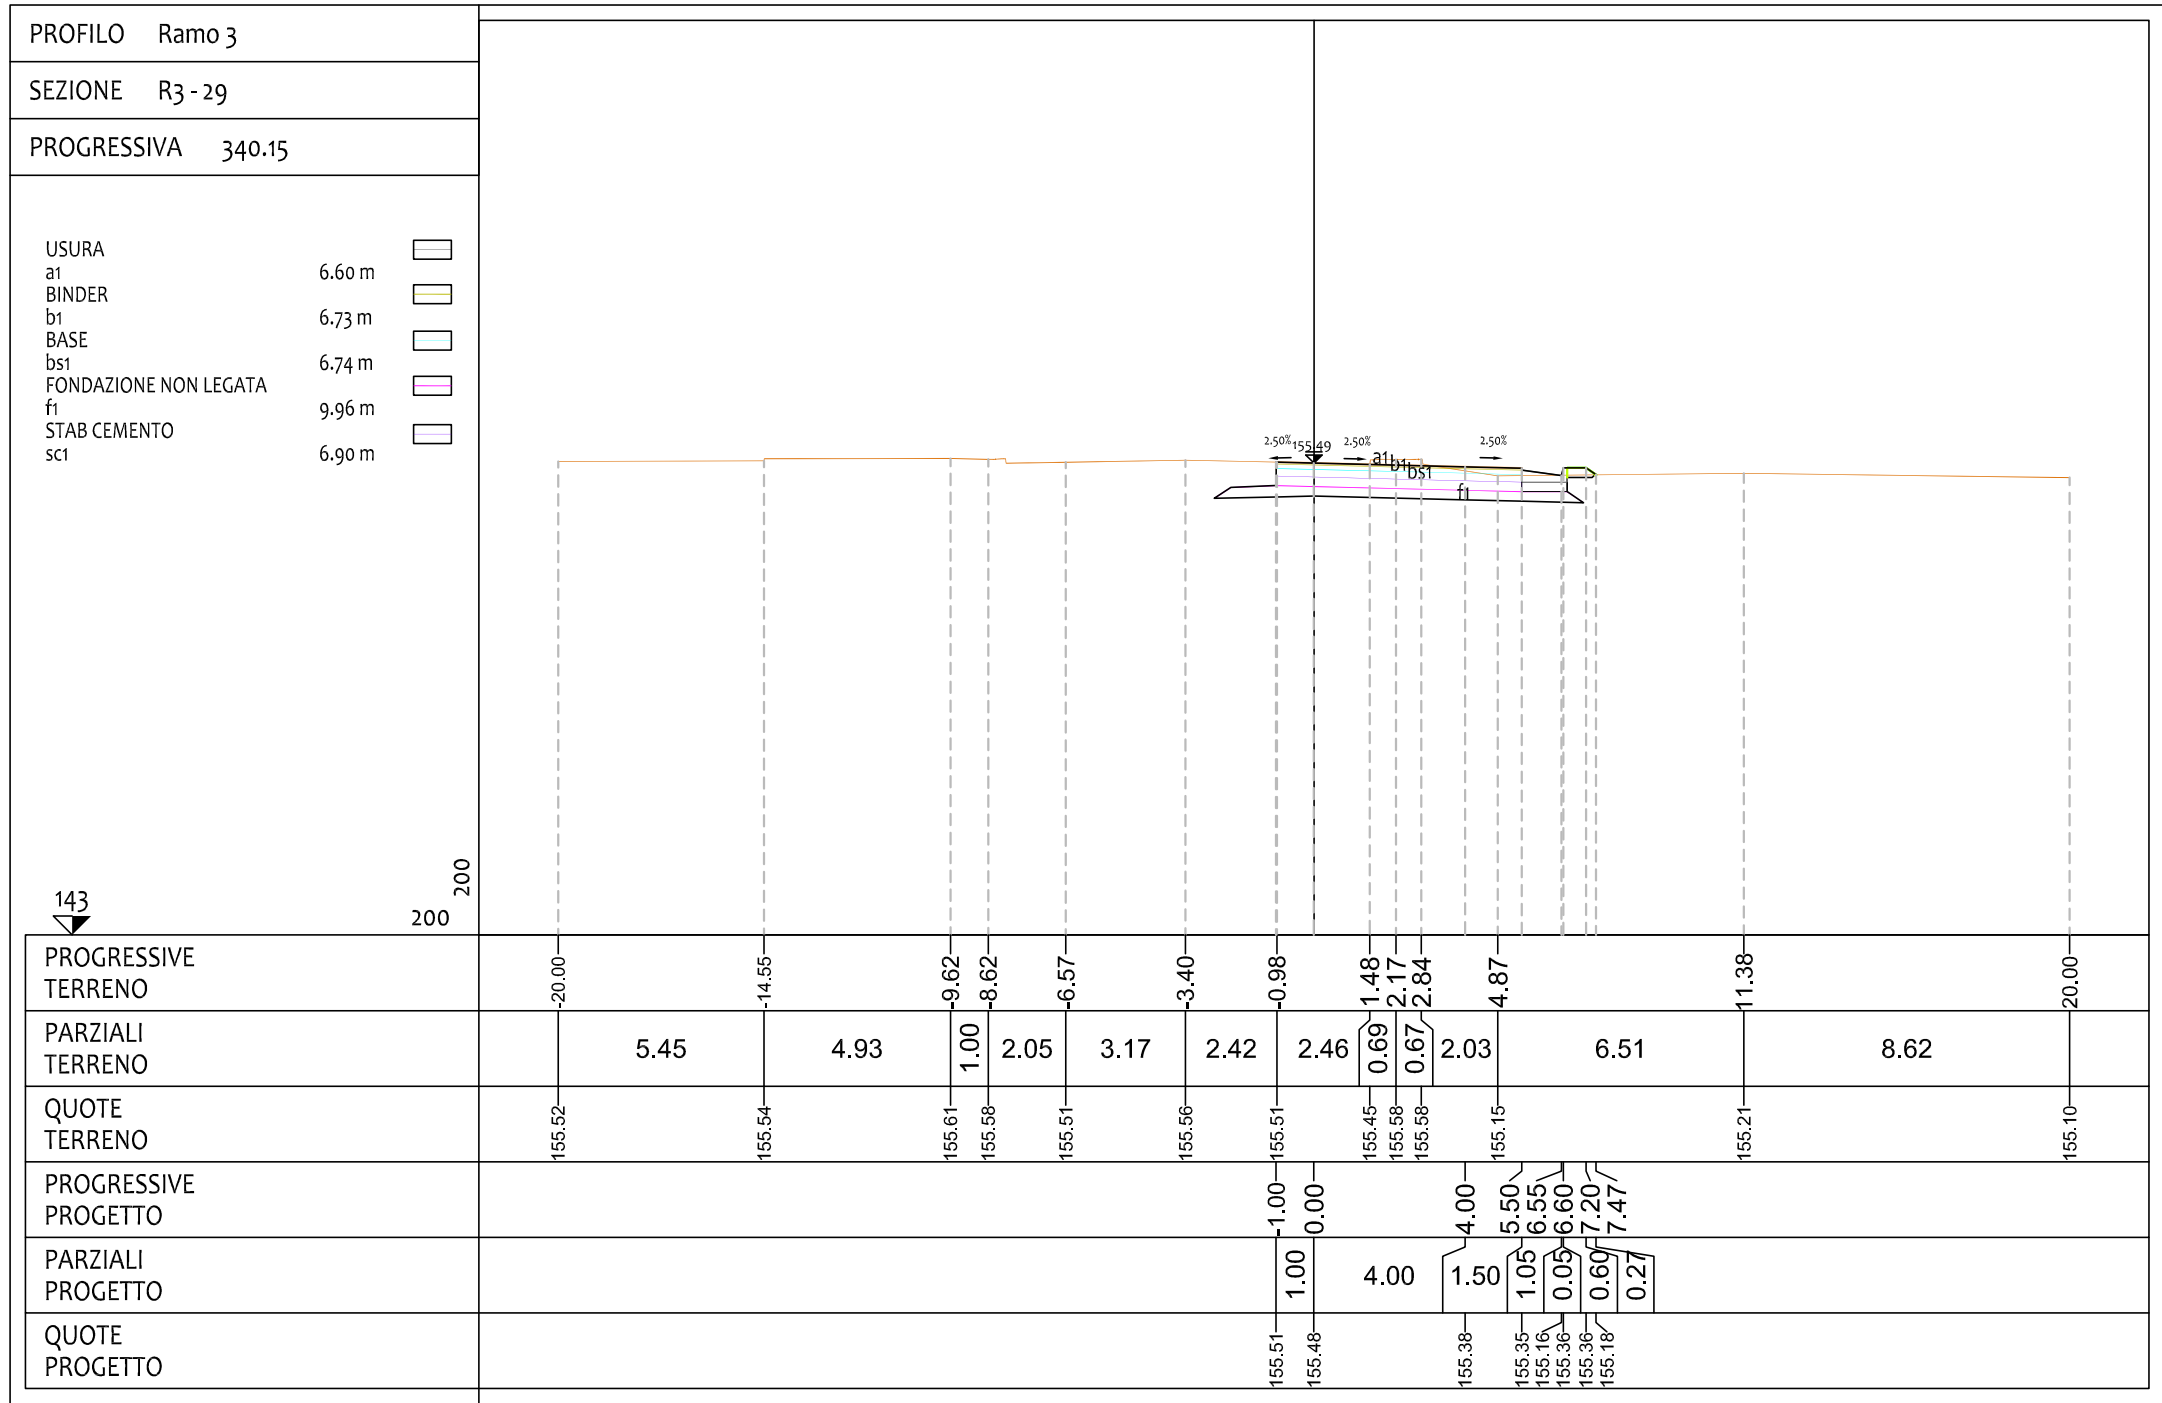 PROFILO Ramo 3
SEZIONE R3 - 29
PROGRESSIVA 340.15
USURA
a1 6.60 m
BINDER
b1 6.73 m
BASE
bs1 6.74 m
FONDAZIONE NON LEGATA
f1 9.96 m
STAB CEMENTO
sc1 6.90 m
2.50% 155.49 2.50% 2.50%
a1
b1
bs1
f1
200
143
200
PROGRESSIVE
TERRENO
-20.00 -14.55 -9.62 -8.62 -6.57 -3.40 -0.98 1.48 2.17 2.84 4.87 11.38 20.00
PARZIALI
TERRENO
5.45 4.93 1.00 2.05 3.17 2.42 2.46 0.69 0.67 2.03 6.51 8.62
QUOTE
TERRENO
155.52 155.54 155.61 155.58 155.51 155.56 155.51 155.45 155.58 155.58 155.15 155.21 155.10
PROGRESSIVE
PROGETTO
-1.00 0.00 4.00 5.50 6.55 6.60 7.20 7.47
PARZIALI
PROGETTO
1.00 4.00 1.50 1.05 0.05 0.60 0.27
QUOTE
PROGETTO
155.51 155.48 155.38 155.35 155.16 155.36 155.36 155.18